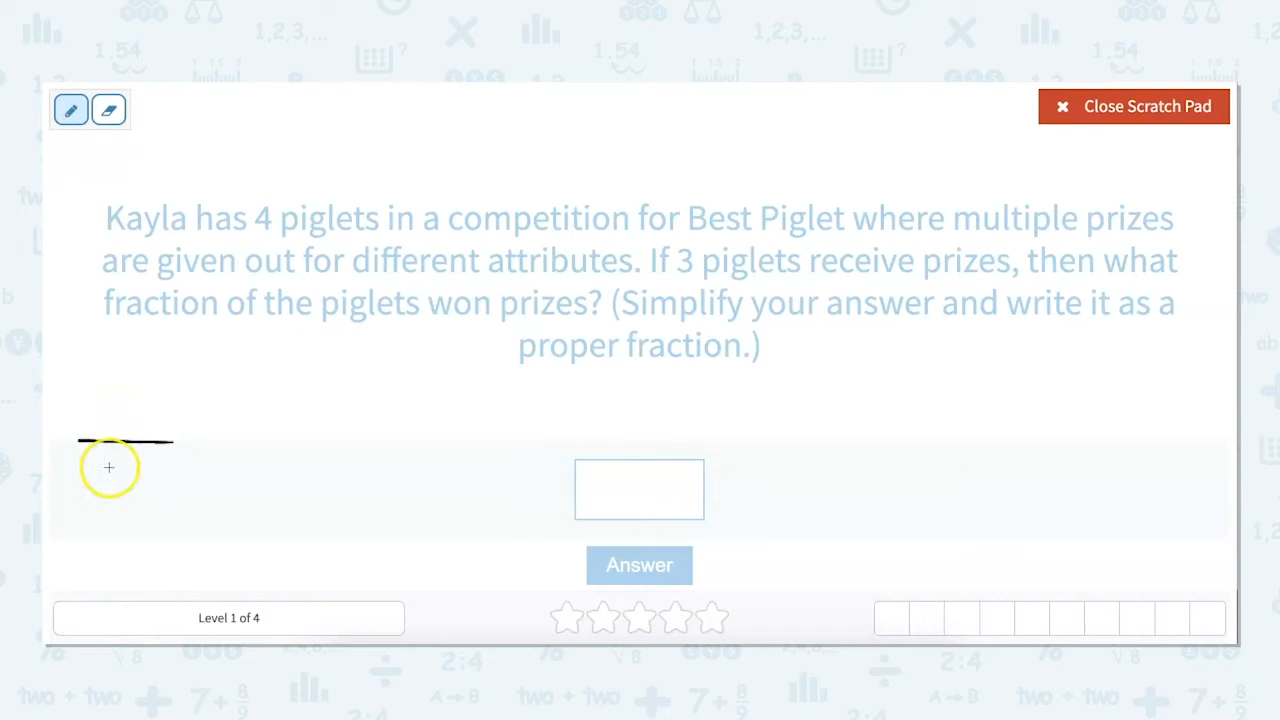 Close Scratch Pad
Kayla has 4 piglets in a competition for Best Piglet where multiple prizes
are given out for different attributes. If 3 piglets receive prizes, then what
fraction of the piglets won prizes? (Simplify your answer and write it as a
proper fraction.)
Answer
Level 1 of 4